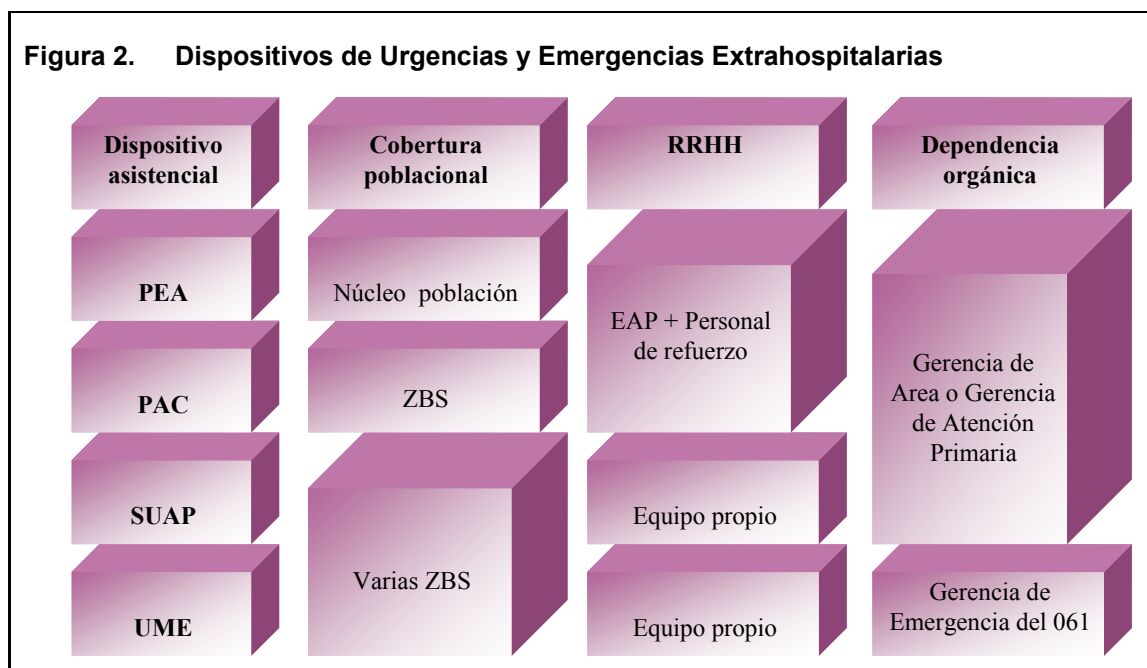 Figura 2. Dispositivos de Urgencias y Emergencias Extrahospitalarias
Dispositivo
asistencial
Cobertura
poblacional
RRHH
Dependencia
orgánica
PEA
Núcleo población
EAP + Personal
de refuerzo
Gerencia de
Area o Gerencia
de Atención
Primaria
PAC
ZBS
SUAP
Varias ZBS
Equipo propio
UME
Equipo propio
Gerencia de
Emergencia del 061